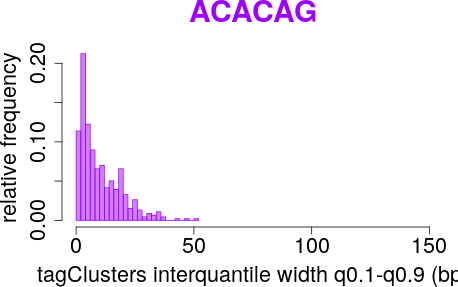 ACACAG
relative frequency
0.00 0.10 0.20
0 50 100 150
tagClusters interquantile width q0.1-q0.9 (bp